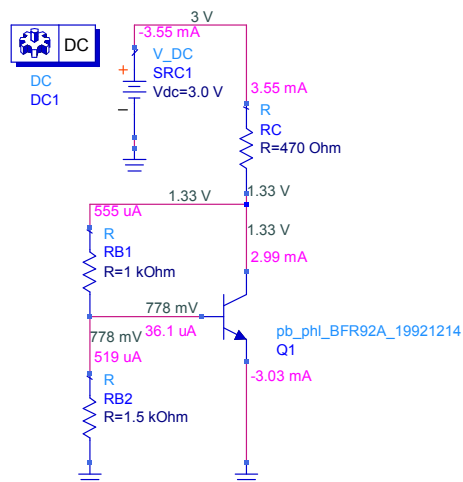 3 V
-3.55 mA
DC
V_DC
SRC1
Vdc=3.0 V
+
−
DC
DC1
3.55 mA
R
RC
R=470 Ohm
1.33 V
1.33 V
555 uA
1.33 V
R
RB1
R=1 kOhm
2.99 mA
778 mV
36.1 uA
778 mV
519 uA
pb_phl_BFR92A_19921214
Q1
R
RB2
R=1.5 kOhm
-3.03 mA